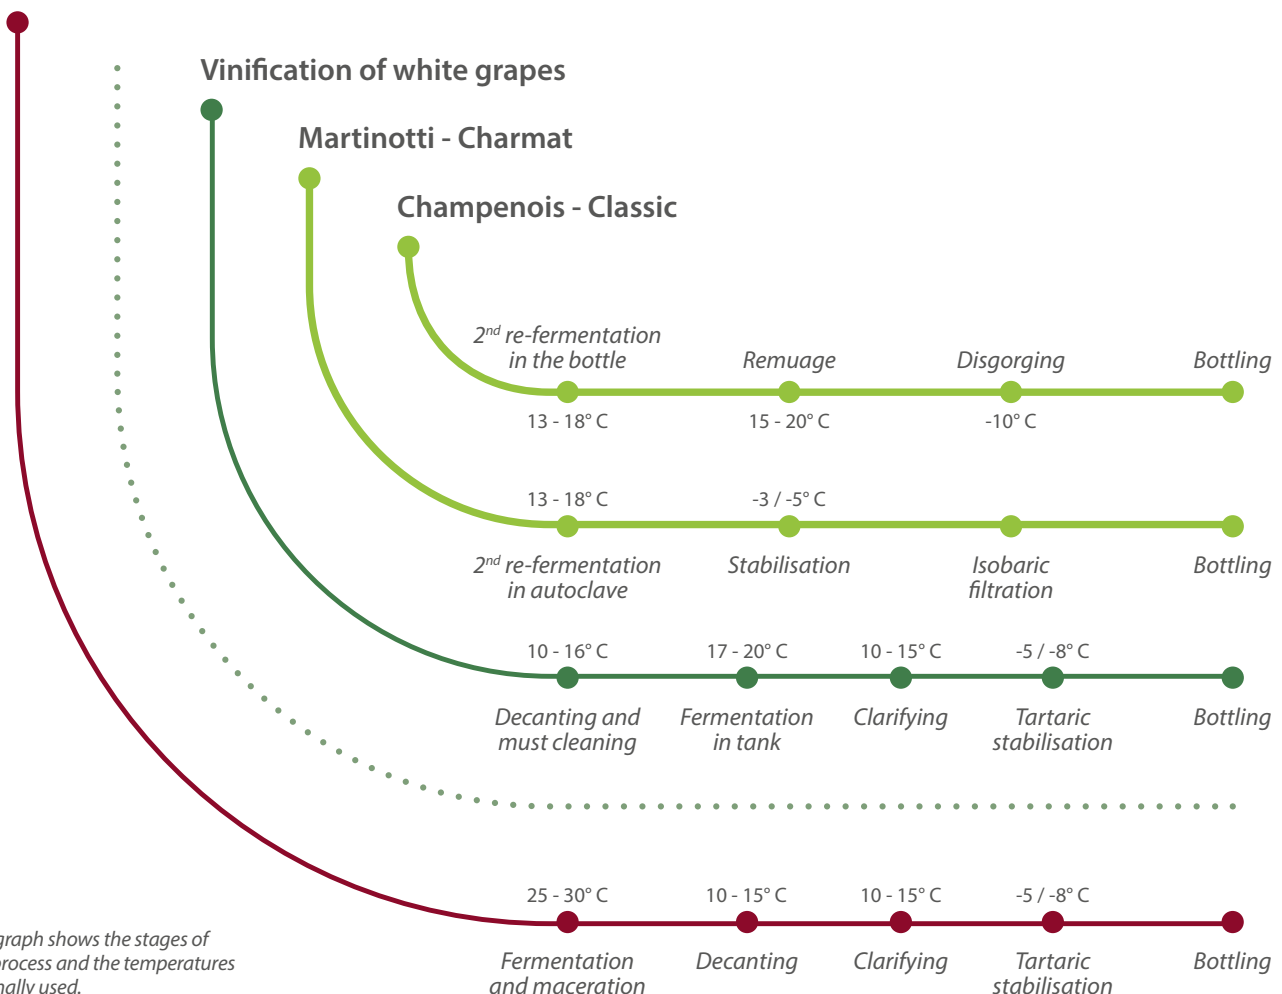 Vinification of white grapes
Martinotti - Charmat
Champenois - Classic
2nd re-fermentation
in the bottle
Remuage
Disgorging
Bottling
13 - 18° C
15 - 20° C
-10° C
13 - 18° C
-3 / -5° C
2nd re-fermentation
in autoclave
Stabilisation
Isobaric
filtration
Bottling
10 - 16° C
17 - 20° C
10 - 15° C
-5 / -8° C
Decanting and
must cleaning
Fermentation
in tank
Clarifying
Tartaric
stabilisation
Bottling
25 - 30° C
10 - 15° C
10 - 15° C
-5 / -8° C
Fermentation
and maceration
Decanting
Clarifying
Tartaric
stabilisation
Bottling
graph shows the stages of
process and the temperatures
used.